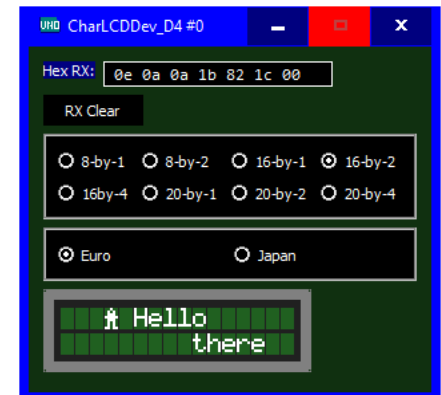 UNO CharLCDDev_D4 #0
Hex RX: 0e 0a 0a 1b 82 1c 00
RX Clear
8-by-1 8-by-2 16-by-1 16-by-2
16by-4 20-by-1 20-by-2 20-by-4
Euro Japan
Hello
there